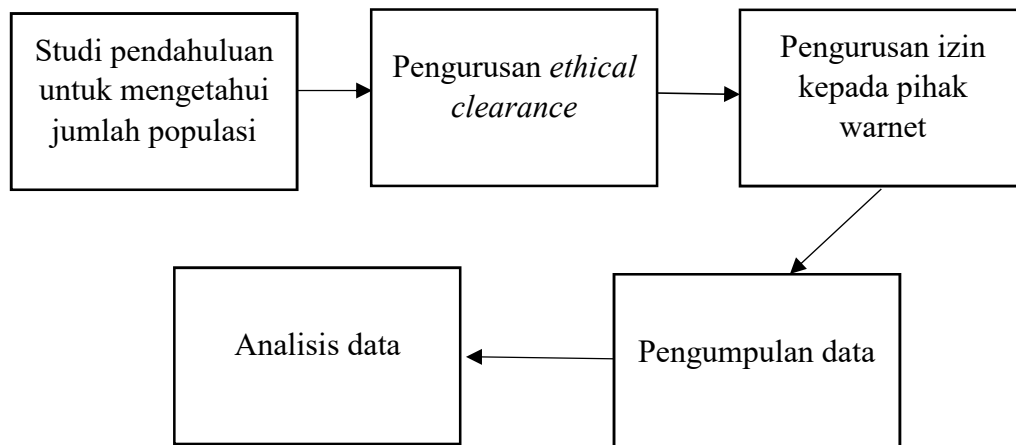 Studi pendahuluan
untuk mengetahui
jumlah populasi
Pengurusan ethical
clearance
Pengurusan izin
kepada pihak
warnet
Pengumpulan data
Analisis data